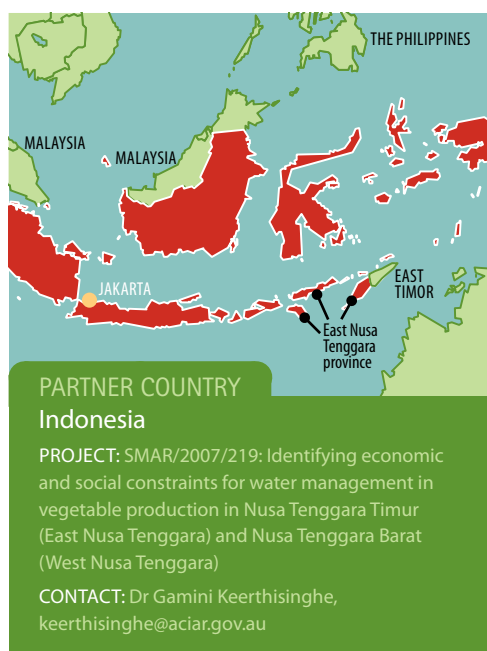 THE PHILIPPINES
MALAYSIA
MALAYSIA
JAKARTA
EAST
TIMOR
East Nusa
Tenggara
province
PARTNER COUNTRY
Indonesia
PROJECT: SMAR/2007/219: Identifying economic
and social constraints for water management in
vegetable production in Nusa Tenggara Timur
(East Nusa Tenggara) and Nusa Tenggara Barat
(West Nusa Tenggara)
CONTACT: Dr Gamini Keerthisinghe,
keerthisinghe@aciar.gov.au